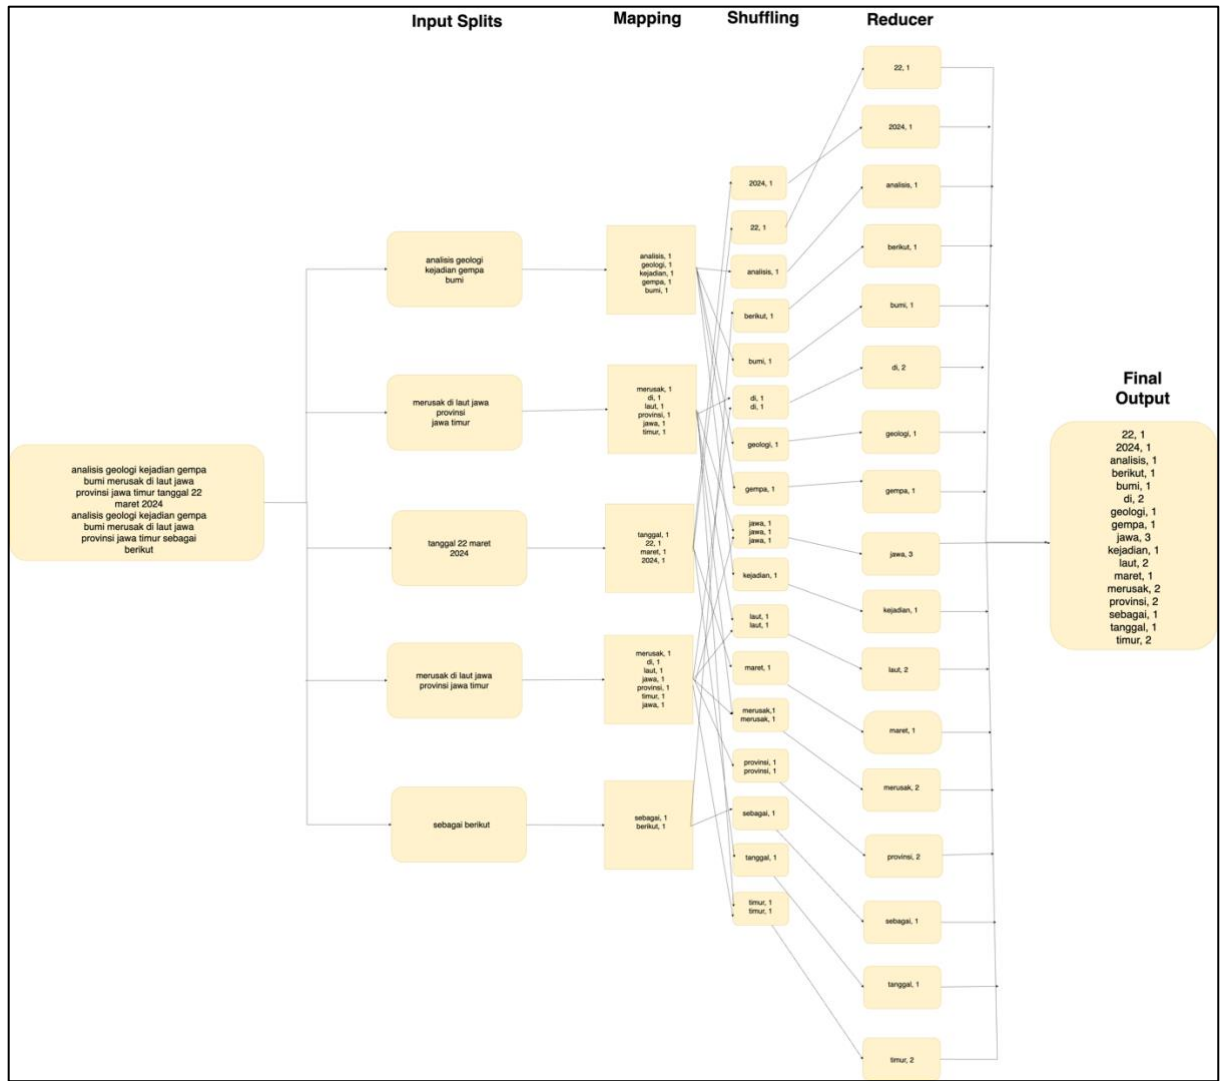 Input Splits
Mapping
Shuffling
Reducer
analisis geologi kejadian gempa
bumi merusak di laut jawa
provinsi jawa timur tanggal 22
maret 2024
analisis geologi kejadian gempa
bumi merusak di laut jawa
provinsi jawa timur sebagai
berikut
analisis geologi
kejadian gempa
bumi
merusak di laut jawa
provinsi
jawa timur
tanggal 22 maret
2024
merusak di laut jawa
provinsi jawa timur
sebagai berikut
analisis, 1
geologi, 1
kejadian, 1
gempa, 1
bumi, 1
merusak, 1
di, 1
laut, 1
provinsi, 1
jawa, 1
timur, 1
tanggal, 1
22, 1
maret, 1
2024, 1
merusak, 1
di, 1
laut, 1
jawa, 1
provinsi, 1
timur, 1
jawa, 1
sebagai, 1
berikut, 1
2024, 1
22, 1
analisis, 1
berikut, 1
bumi, 1
di, 1
di, 1
geologi, 1
gempa, 1
jawa, 1
jawa, 1
jawa, 1
kejadian, 1
laut, 1
laut, 1
maret, 1
merusak,1
merusak, 1
provinsi, 1
provinsi, 1
sebagai, 1
tanggal, 1
timur, 1
timur, 1
22, 1
2024, 1
analisis, 1
berikut, 1
bumi, 1
di, 2
geologi, 1
gempa, 1
jawa, 3
kejadian, 1
laut, 2
maret, 1
merusak, 2
provinsi, 2
sebagai, 1
tanggal, 1
timur, 2
Final
Output
22, 1
2024, 1
analisis, 1
berikut, 1
bumi, 1
di, 2
geologi, 1
gempa, 1
jawa, 3
kejadian, 1
laut, 2
maret, 1
merusak, 2
provinsi, 2
sebagai, 1
tanggal, 1
timur, 2